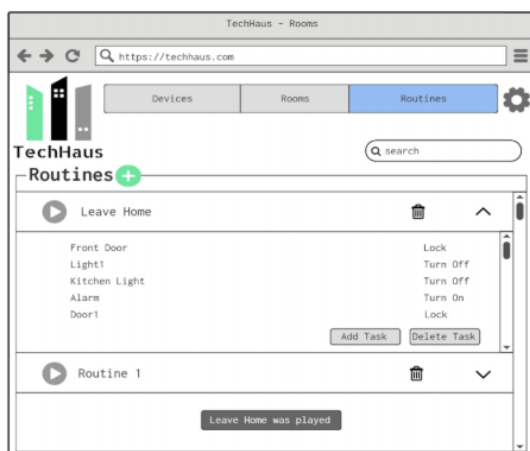 TechHaus - Rooms
https://techhaus.com
Devices Rooms Routines
TechHaus
search
Routines
Leave Home
Front Door Lock
Light1 Turn Off
Kitchen Light Turn Off
Alarm Turn On
Door1 Lock
Add Task Delete Task
Routine 1
Leave Home was played